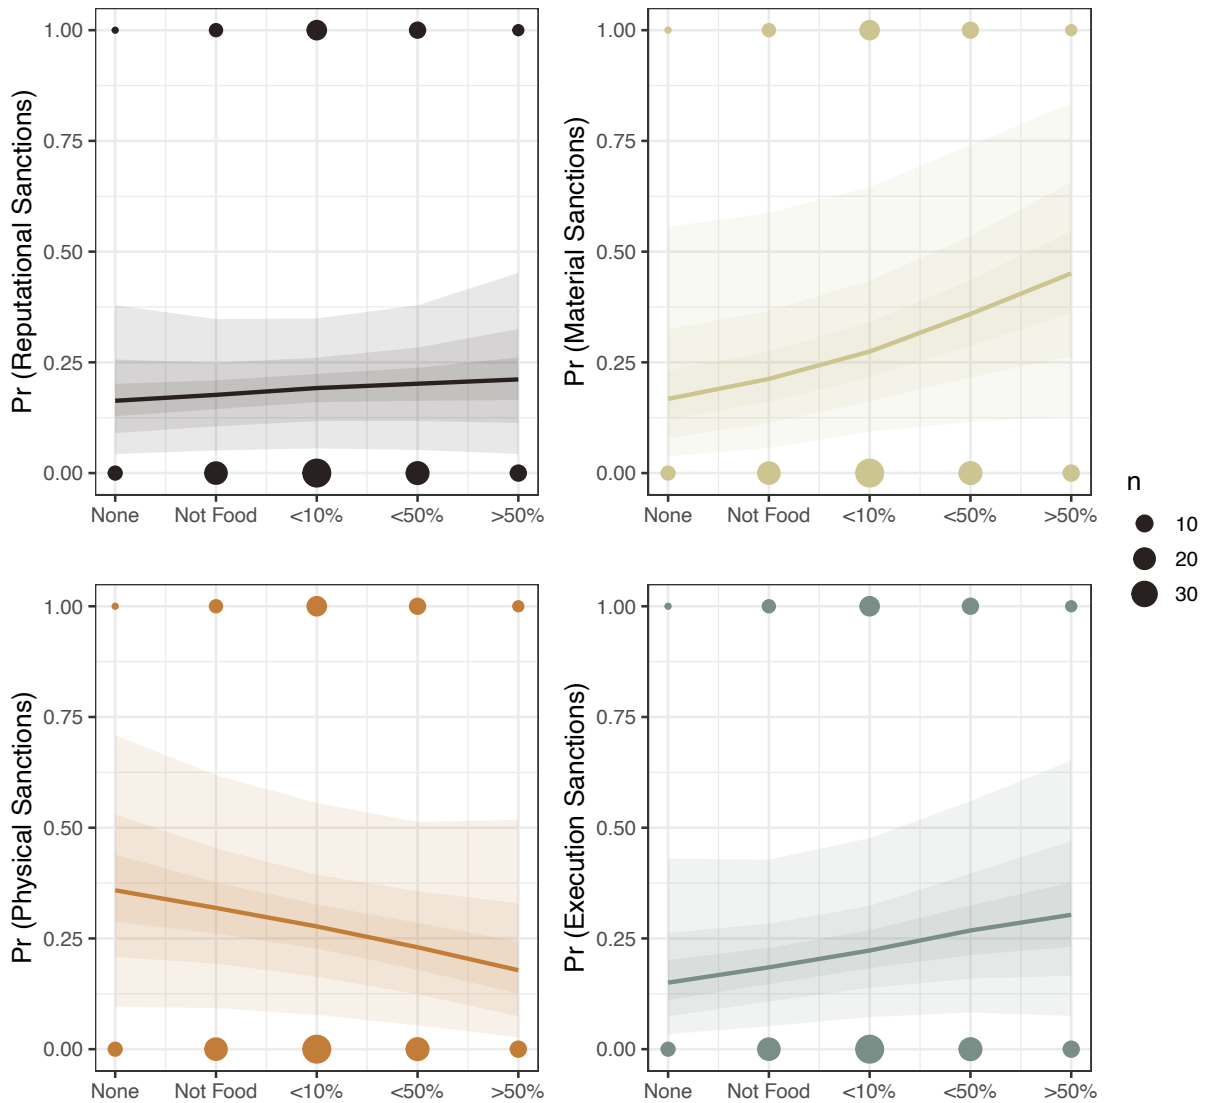 Pr (Reputational Sanctions)
1.00
0.75
0.50
0.25
0.00
None Not Food <10% <50% >50%
Pr (Material Sanctions)
1.00
0.75
0.50
0.25
0.00
None Not Food <10% <50% >50%
Pr (Physical Sanctions)
1.00
0.75
0.50
0.25
0.00
None Not Food <10% <50% >50%
Pr (Execution Sanctions)
1.00
0.75
0.50
0.25
0.00
None Not Food <10% <50% >50%
n
10
20
30